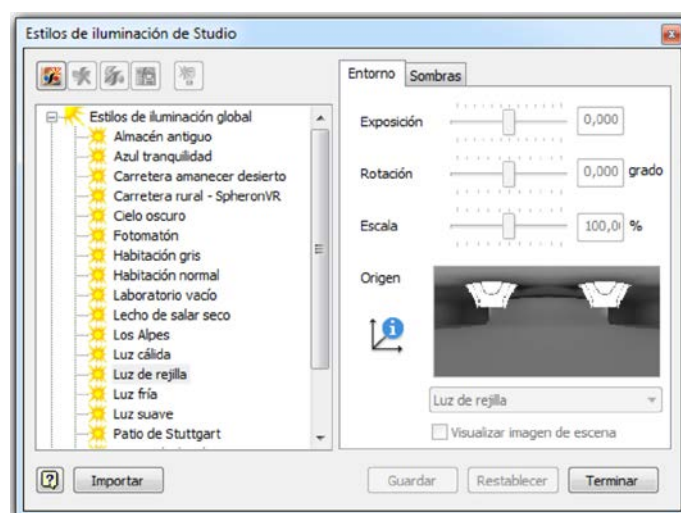 Estilos de iluminación de Studio
Estilos de iluminación global
Almacén antiguo
Azul tranquilidad
Carretera amanecer desierto
Carretera rural - SpheronVR
Cielo oscuro
Fotomatón
Habitación gris
Habitación normal
Laboratorio vacío
Lecho de salar seco
Los Alpes
Luz cálida
Luz de rejilla
Luz fría
Luz suave
Patio de Stuttgart
Entorno Sombras
Exposición 0,000
Rotación 0,000 grado
Escala 100,0 %
Origen
Luz de rejilla
Visualizar imagen de escena
Importar Guardar Restablecer Terminar